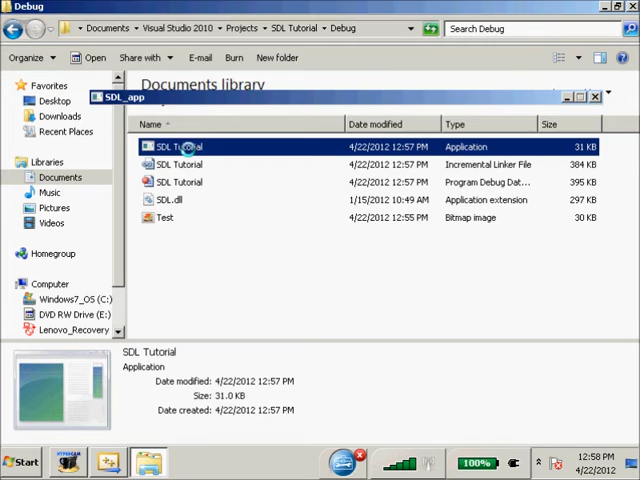 Debug
Documents ▸ Visual Studio 2010 ▸ Projects ▸ SDL Tutorial ▸ Debug
Search Debug
Organize
Open
Share with
E-mail
Burn
New folder
Favorites
Desktop
Downloads
Recent Places
Libraries
Documents
Music
Pictures
Videos
Homegroup
Computer
Windows7_OS (C:)
DVD RW Drive (E:)
Lenovo_Recovery
Documents library
SDL_app
Name Date modified Type Size
SDL Tutorial 4/22/2012 12:57 PM Application 31 KB
SDL Tutorial 4/22/2012 12:57 PM Incremental Linker File 384 KB
SDL Tutorial 4/22/2012 12:57 PM Program Debug Dat... 395 KB
SDL.dll 1/15/2012 10:49 AM Application extension 297 KB
Test 4/22/2012 12:55 PM Bitmap image 30 KB
SDL Tutorial
Application
Date modified: 4/22/2012 12:57 PM
Size: 31.0 KB
Date created: 4/22/2012 12:57 PM
Start
HYPERCAM
100%
12:58 PM
4/22/2012